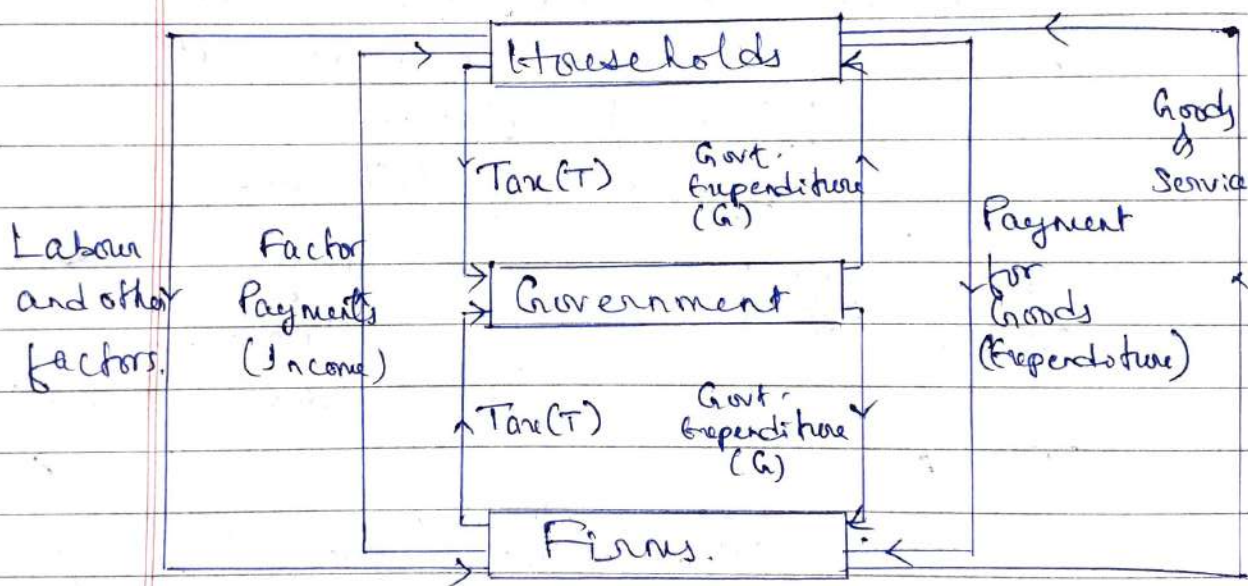 Households
Goods
&
Service
Tax (T)
Govt.
Expenditure
(G)
Labour
and other
factors.
Factor
Payments
(Income)
Government
Payment
for
Goods
(Expenditure)
Tax (T)
Govt.
Expenditure
(G)
Firms.